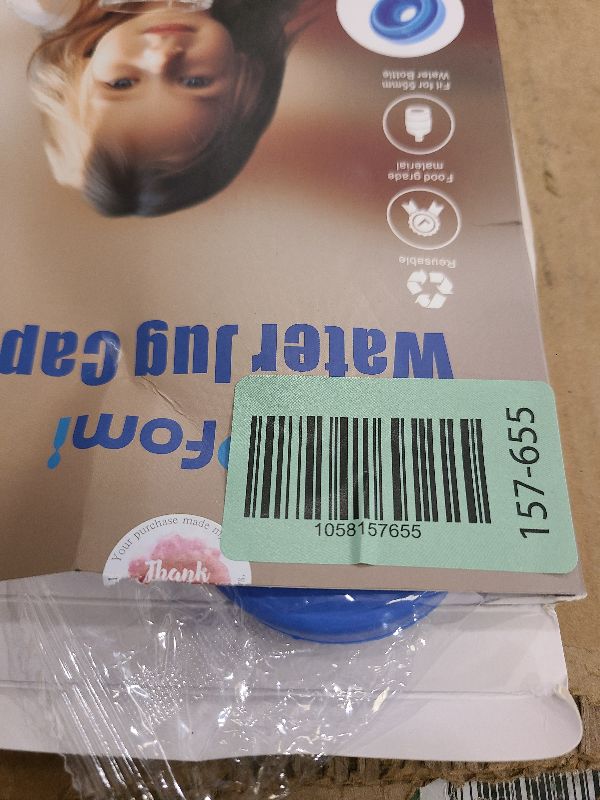 Fit for 55mm
Water Bottle
Food grade
material
Reusable
Water Jug Cap
fomi
1058157655
157-655
Your purchase made m
Thank